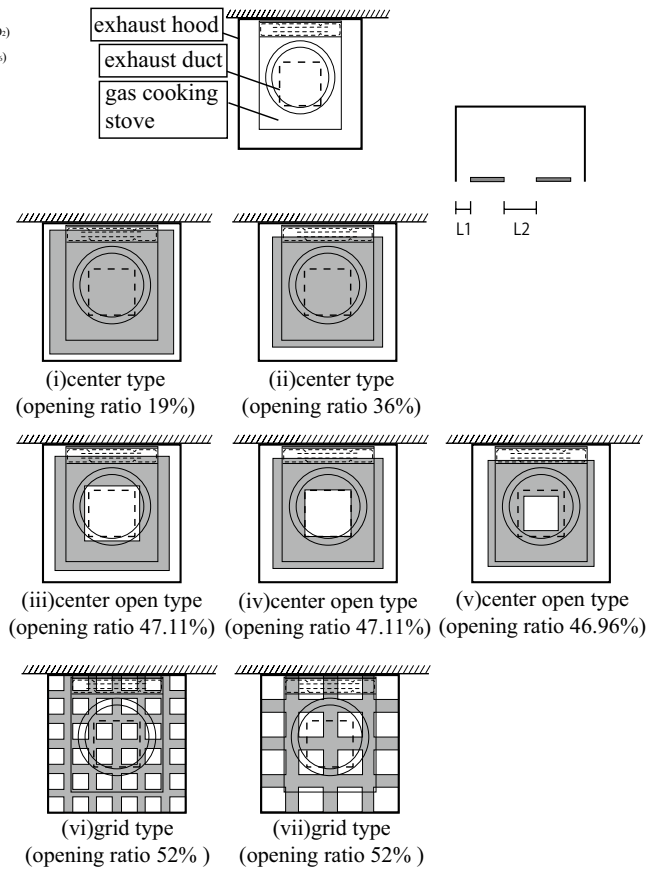 exhaust hood
exhaust duct
gas cooking
stove
L1
L2
(i)center type
(opening ratio 19%)
(ii)center type
(opening ratio 36%)
(iii)center open type
(opening ratio 47.11%)
(iv)center open type
(opening ratio 47.11%)
(v)center open type
(opening ratio 46.96%)
(vi)grid type
(opening ratio 52% )
(vii)grid type
(opening ratio 52% )